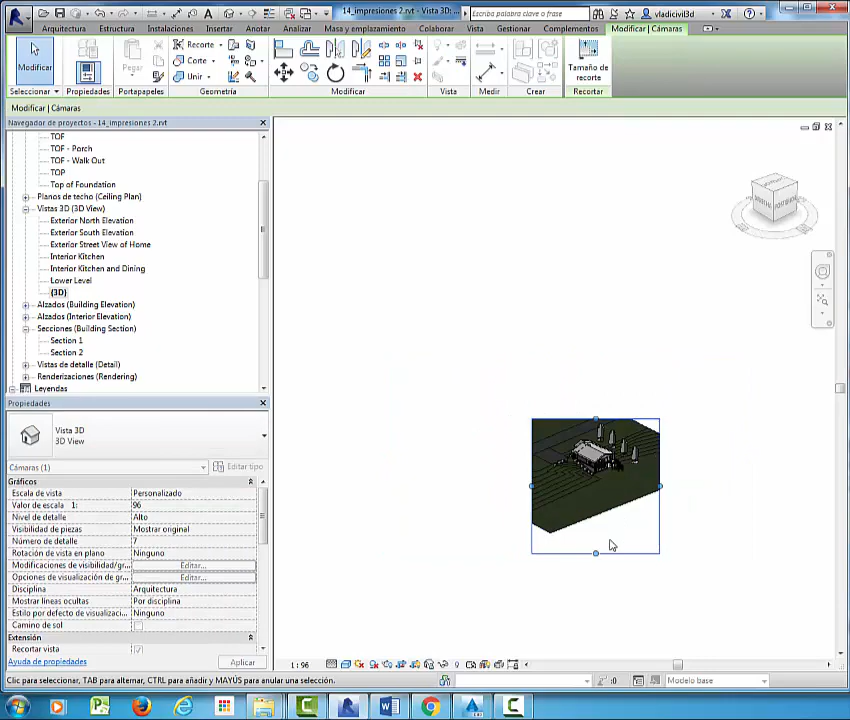 14_impresiones 2.rvt - Vista 3D: ...
Escriba palabra clave o frase
vladicivil3d
Arquitectura Estructura Instalaciones Insertar Anotar Analizar Masa y emplazamiento Colaborar Vista Gestionar Complementos Modificar | Cámaras
Modificar
Pegar
Recorte
Corte
Unir
Tamaño de recorte
Seleccionar Propiedades Portapapeles Geometría Modificar Vista Medir Crear Recortar
Modificar | Cámaras
Navegador de proyectos - 14_impresiones 2.rvt
TOF
TOF - Porch
TOF - Walk Out
TOP
Top of Foundation
Planos de techo (Ceiling Plan)
Vistas 3D (3D View)
Exterior North Elevation
Exterior South Elevation
Exterior Street View of Home
Interior Kitchen
Interior Kitchen and Dining
Lower Level
{3D}
Alzados (Building Elevation)
Alzados (Interior Elevation)
Secciones (Building Section)
Section 1
Section 2
Vistas de detalle (Detail)
Renderizaciones (Rendering)
Leyendas
Propiedades
Vista 3D
3D View
Cámaras (1)
Editar tipo
Gráficos
Escala de vista Personalizado
Valor de escala 1: 96
Nivel de detalle Alto
Visibilidad de piezas Mostrar original
Número de detalle 7
Rotación de vista en plano Ninguno
Modificaciones de visibilidad/gr... Editar...
Opciones de visualización de gr... Editar...
Disciplina Arquitectura
Mostrar líneas ocultas Por disciplina
Estilo por defecto de visualizaci... Ninguno
Camino de sol
Extensión
Recortar vista
Ayuda de propiedades
Aplicar
1 : 96
Clic para seleccionar, TAB para alternar, CTRL para añadir y MAYÚS para anular una selección.
:0
Modelo base